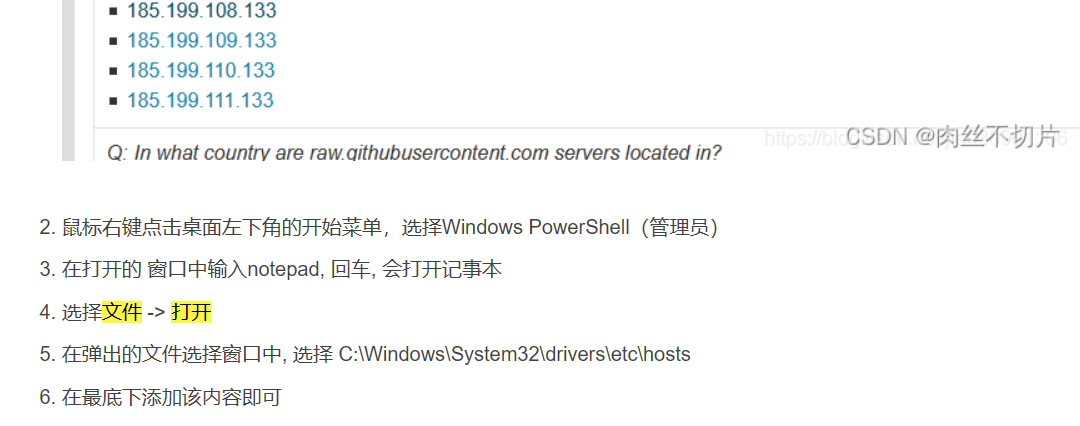 185.199.108.133
185.199.109.133
185.199.110.133
185.199.111.133
https://blog
CSDN @肉丝不切片
Q: In what country are raw.githubusercontent.com servers located in?
2. 鼠标右键点击桌面左下角的开始菜单，选择Windows PowerShell（管理员）
3. 在打开的 窗口中输入notepad, 回车, 会打开记事本
4. 选择文件 -> 打开
5. 在弹出的文件选择窗口中, 选择 C:\Windows\System32\drivers\etc\hosts
6. 在最底下添加该内容即可